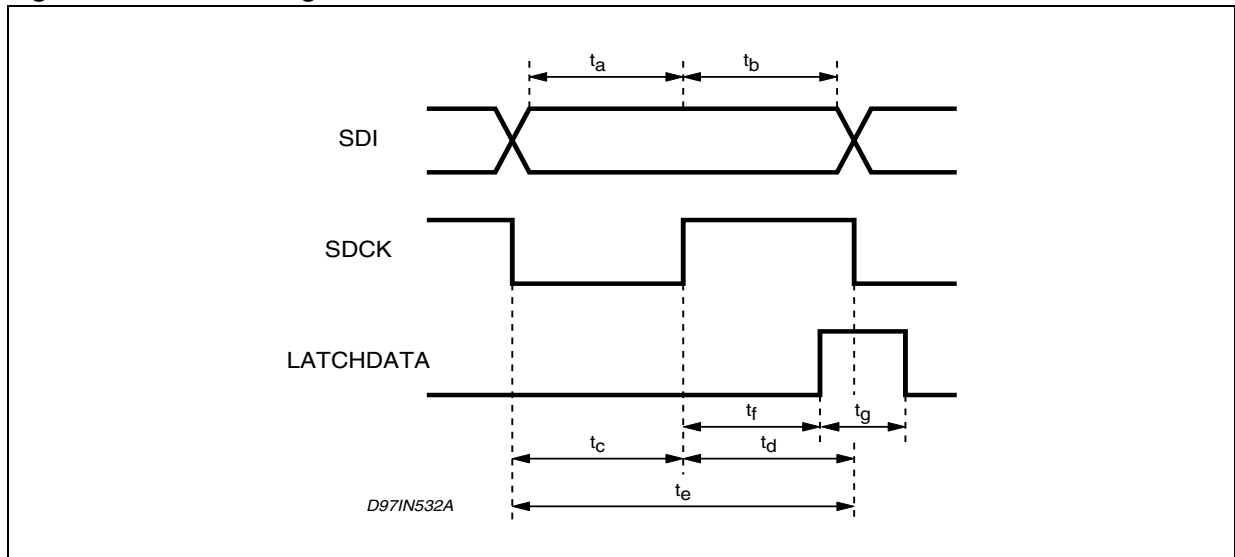 ta tb
SDI
SDCK
LATCHDATA
tf tg
tc td
te
D97IN532A